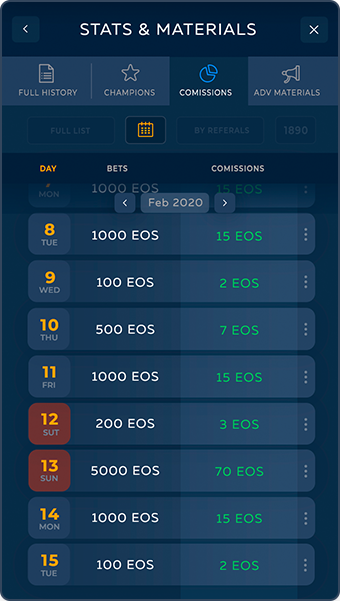 STATS & MATERIALS
FULL HISTORY CHAMPIONS COMISSIONS ADV MATERIALS
FULL LIST BY REFERALS 1890
DAY BETS COMISSIONS
MON 1000 EOS 15 EOS
Feb 2020
8 TUE 1000 EOS 15 EOS
9 WED 100 EOS 2 EOS
10 THU 500 EOS 7 EOS
11 FRI 1000 EOS 15 EOS
12 SUT 200 EOS 3 EOS
13 SUN 5000 EOS 70 EOS
14 MON 1000 EOS 15 EOS
15 TUE 100 EOS 2 EOS